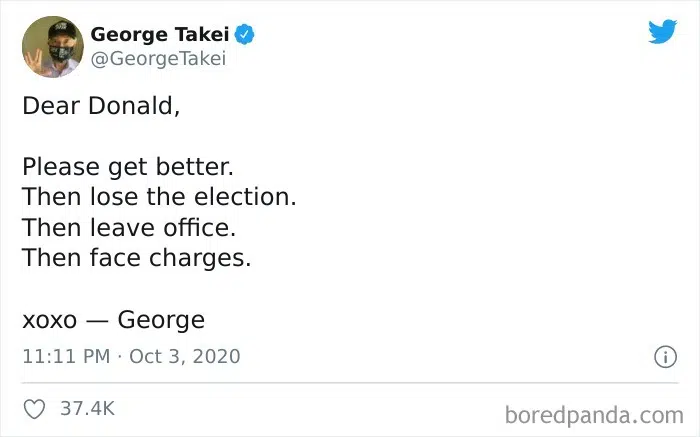 George Takei
@GeorgeTakei
Dear Donald,
Please get better.
Then lose the election.
Then leave office.
Then face charges.
xoxo — George
11:11 PM · Oct 3, 2020
37.4K
boredpanda.com